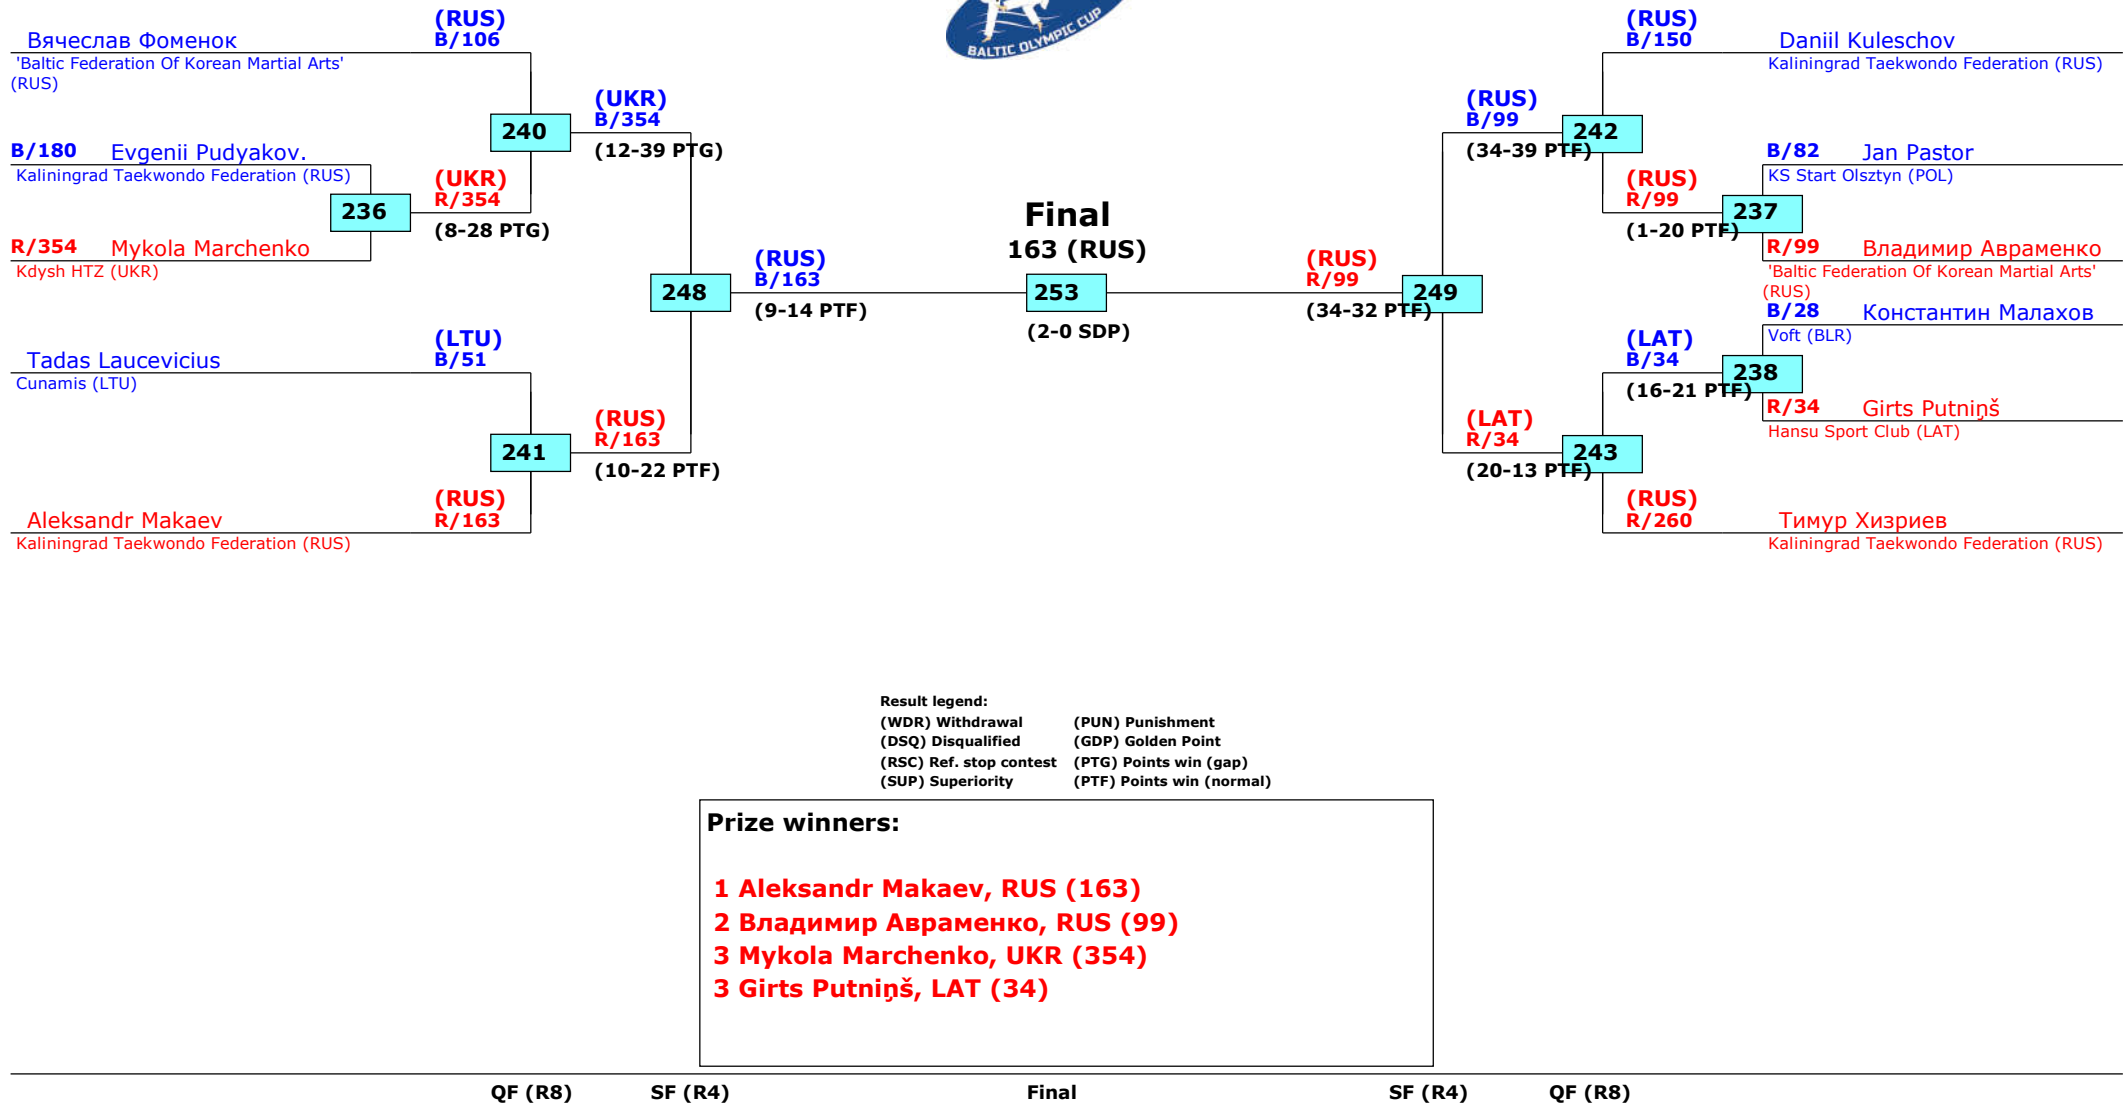 BALTIC OLYMPIC CUP
(RUS)
B/106
Вячеслав Фоменок
'Baltic Federation Of Korean Martial Arts'
(RUS)
240
(UKR)
B/354
(12-39 PTG)
B/180 Evgenii Pudyakov.
Kaliningrad Taekwondo Federation (RUS)
236
(UKR)
R/354
(8-28 PTG)
R/354 Mykola Marchenko
Kdysh HTZ (UKR)
248
(RUS)
B/163
(9-14 PTF)
(LTU)
B/51
Tadas Laucevicius
Cunamis (LTU)
241
(RUS)
R/163
(10-22 PTF)
(RUS)
R/163
Aleksandr Makaev
Kaliningrad Taekwondo Federation (RUS)
Final
163 (RUS)
253
(2-0 SDP)
(RUS)
B/150
Daniil Kuleschov
Kaliningrad Taekwondo Federation (RUS)
(RUS)
B/99
(34-39 PTF)
242
B/82 Jan Pastor
KS Start Olsztyn (POL)
(RUS)
R/99
(1-20 PTF)
237
R/99 Владимир Авраменко
'Baltic Federation Of Korean Martial Arts'
(RUS)
(RUS)
R/99
(34-32 PTF)
249
B/28 Константин Малахов
Voft (BLR)
(LAT)
B/34
(16-21 PTF)
238
R/34 Girts Putniņš
Hansu Sport Club (LAT)
(LAT)
R/34
(20-13 PTF)
243
(RUS)
R/260
Тимур Хизриев
Kaliningrad Taekwondo Federation (RUS)
Result legend:
(WDR) Withdrawal (PUN) Punishment
(DSQ) Disqualified (GDP) Golden Point
(RSC) Ref. stop contest (PTG) Points win (gap)
(SUP) Superiority (PTF) Points win (normal)
Prize winners:
1 Aleksandr Makaev, RUS (163)
2 Владимир Авраменко, RUS (99)
3 Mykola Marchenko, UKR (354)
3 Girts Putniņš, LAT (34)
QF (R8) SF (R4) Final SF (R4) QF (R8)